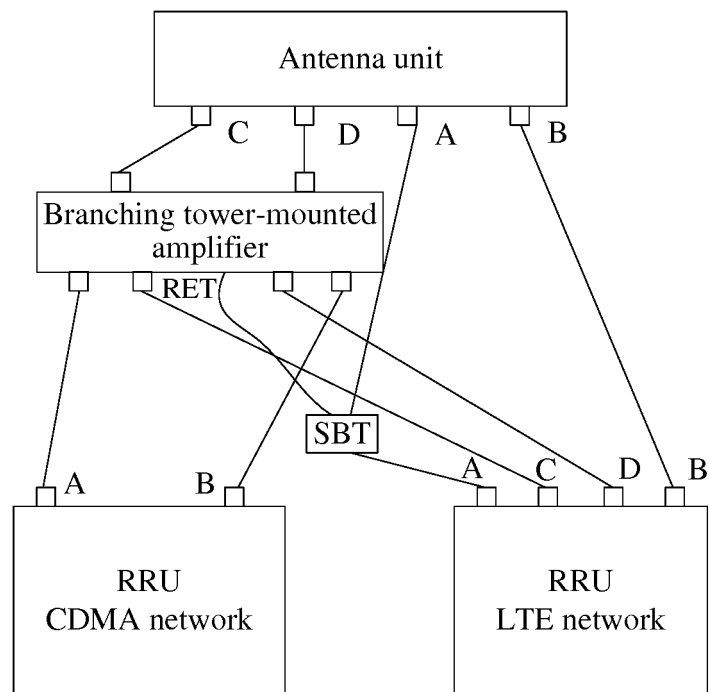 Antenna unit
C
D
A
B
Branching tower-mounted
amplifier
RET
SBT
A
B
A
C
D
B
RRU
CDMA network
RRU
LTE network